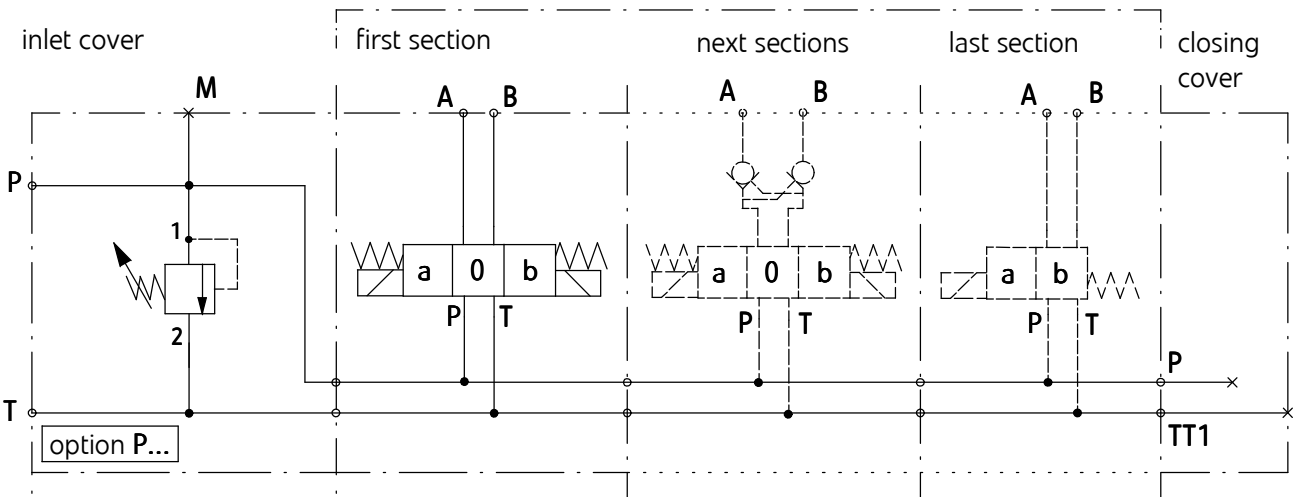 inlet cover
first section
next sections
last section
closing
cover
M
A B
A B
A B
P
1
a 0 b
a 0 b
a b
2
P T
P T
P T
P
T
TT1
option P...